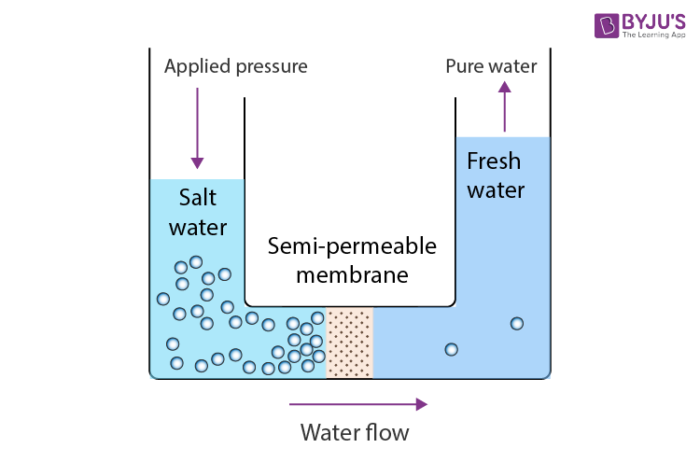 BYJU'S
The Learning App
Applied pressure
Pure water
Salt
water
Fresh
water
Semi-permeable
membrane
Water flow